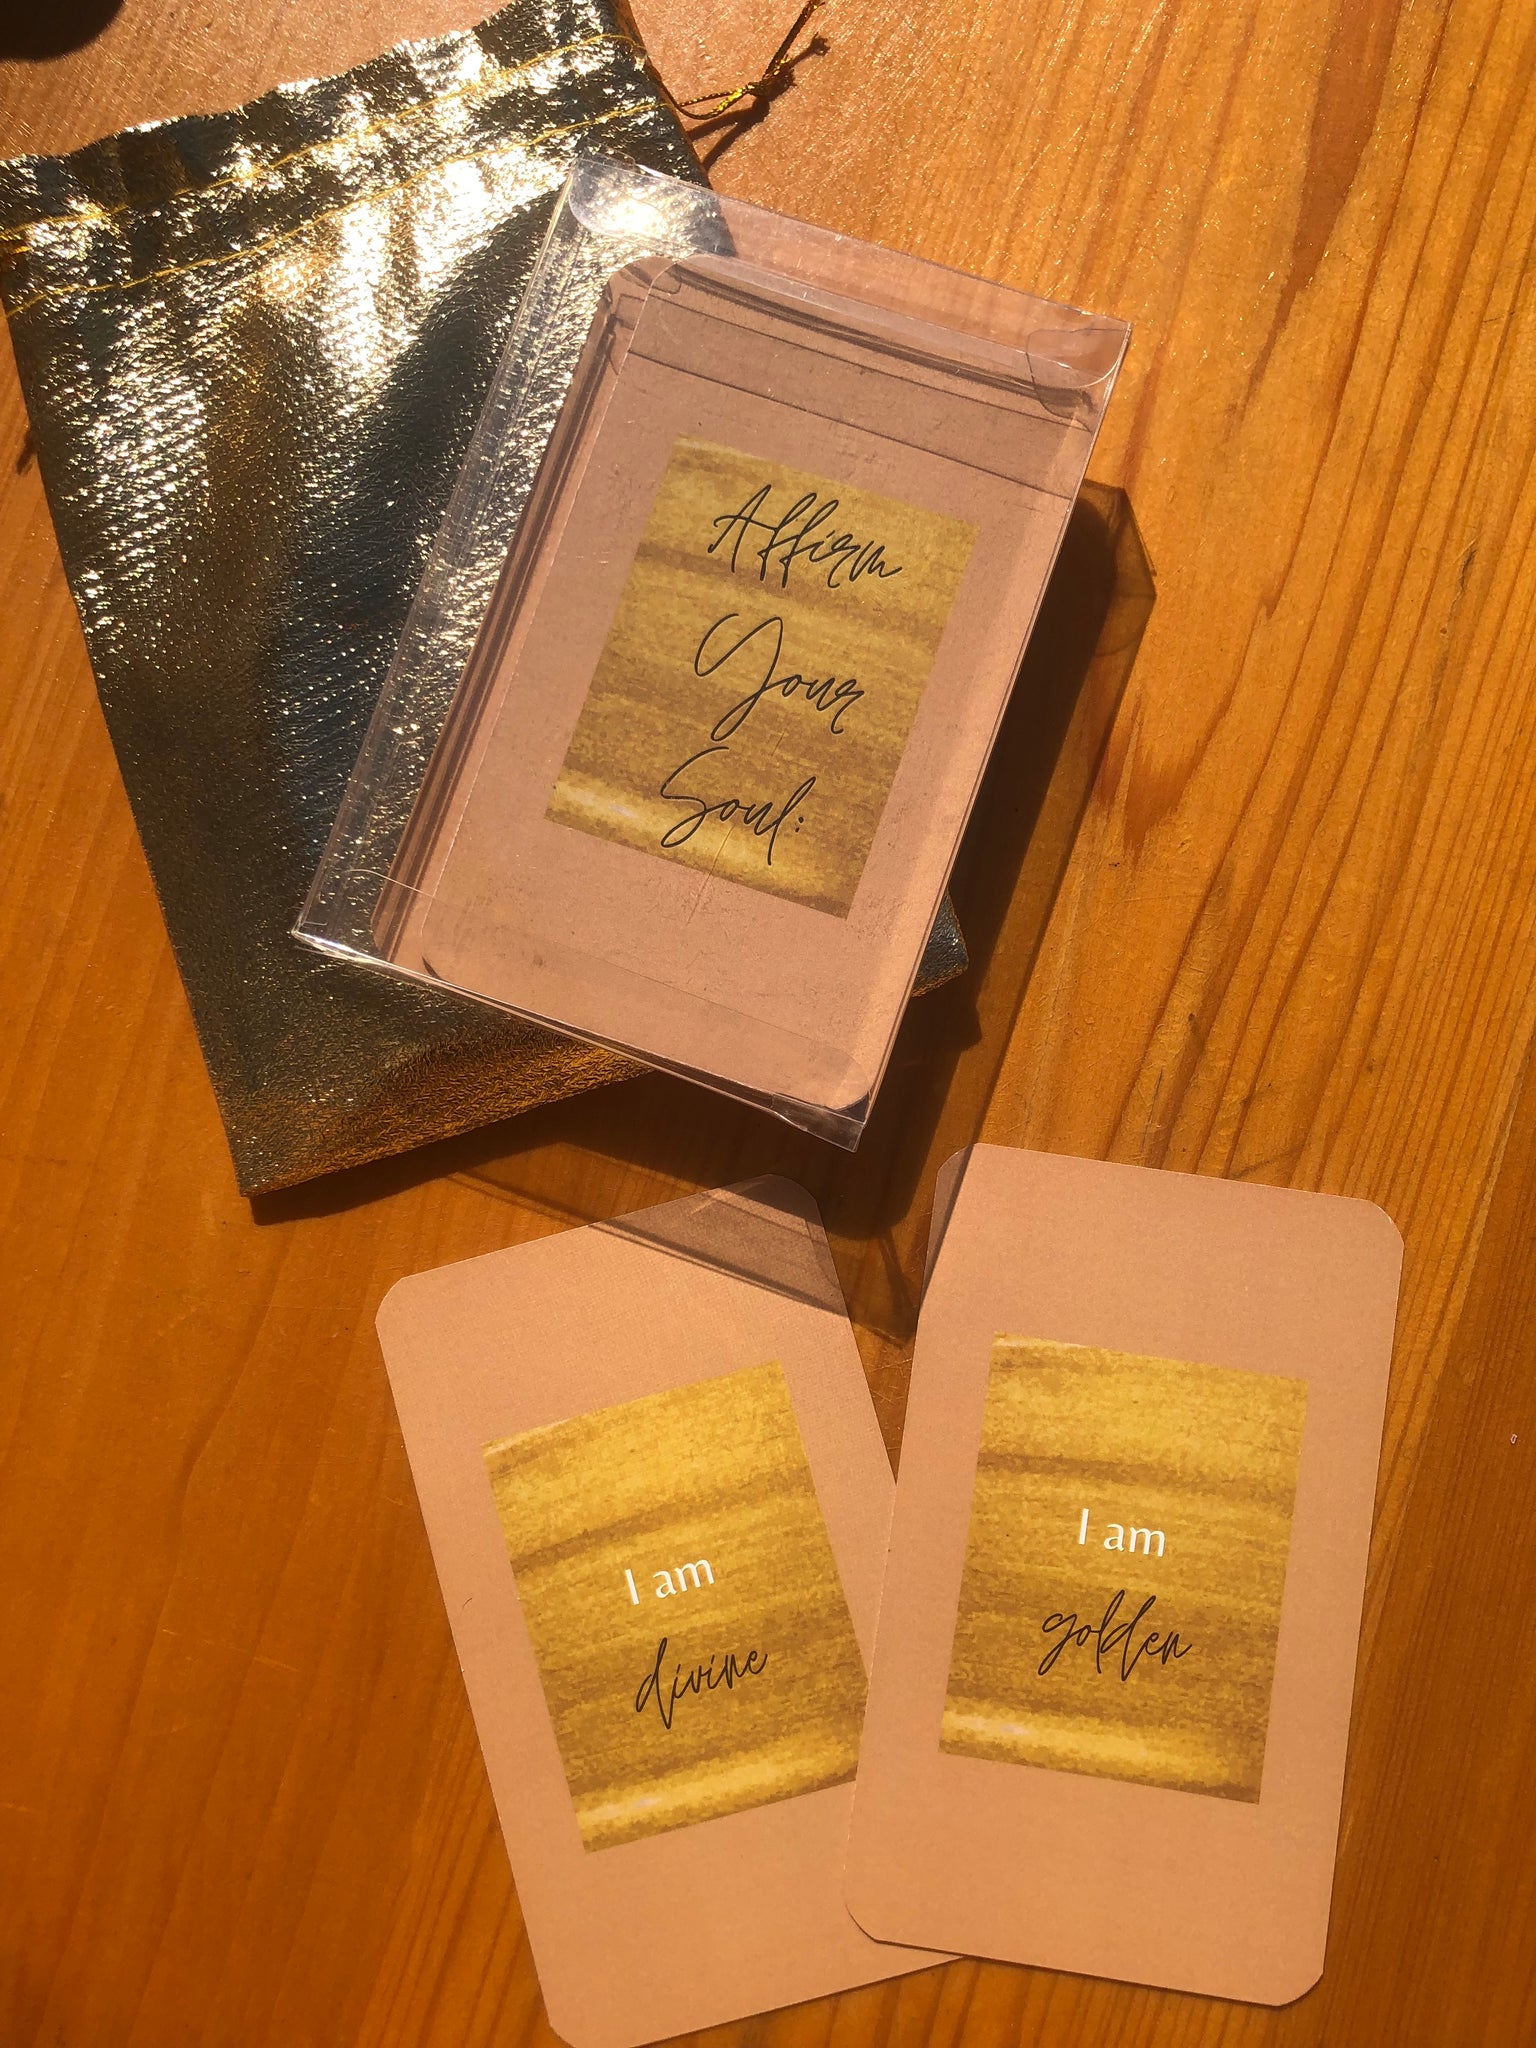 Affirm
Your
Soul:
I am
divine
I am
golden